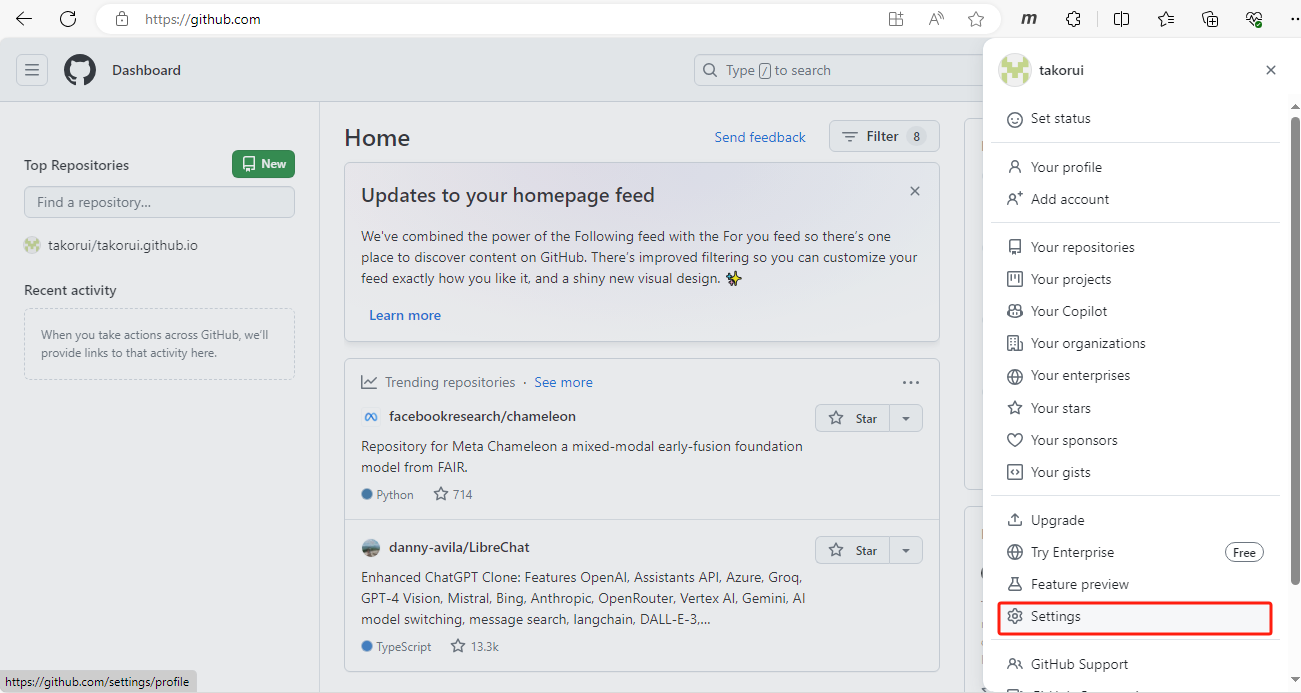 https://github.com
Dashboard
Type / to search
Top Repositories
New
Find a repository...
takorui/takorui.github.io
Recent activity
When you take actions across GitHub, we'll
provide links to that activity here.
Home
Send feedback
Filter 8
Updates to your homepage feed
We've combined the power of the Following feed with the For you feed so there's one
place to discover content on GitHub. There's improved filtering so you can customize your
feed exactly how you like it, and a shiny new visual design. ✨
Learn more
Trending repositories · See more
facebookresearch/chameleon
Star
Repository for Meta Chameleon a mixed-modal early-fusion foundation
model from FAIR.
Python 714
danny-avila/LibreChat
Star
Enhanced ChatGPT Clone: Features OpenAI, Assistants API, Azure, Groq,
GPT-4 Vision, Mistral, Bing, Anthropic, OpenRouter, Vertex AI, Gemini, AI
model switching, message search, langchain, DALL-E-3,...
TypeScript 13.3k
takorui
Set status
Your profile
Add account
Your repositories
Your projects
Your Copilot
Your organizations
Your enterprises
Your stars
Your sponsors
Your gists
Upgrade
Try Enterprise Free
Feature preview
Settings
GitHub Support
https://github.com/settings/profile